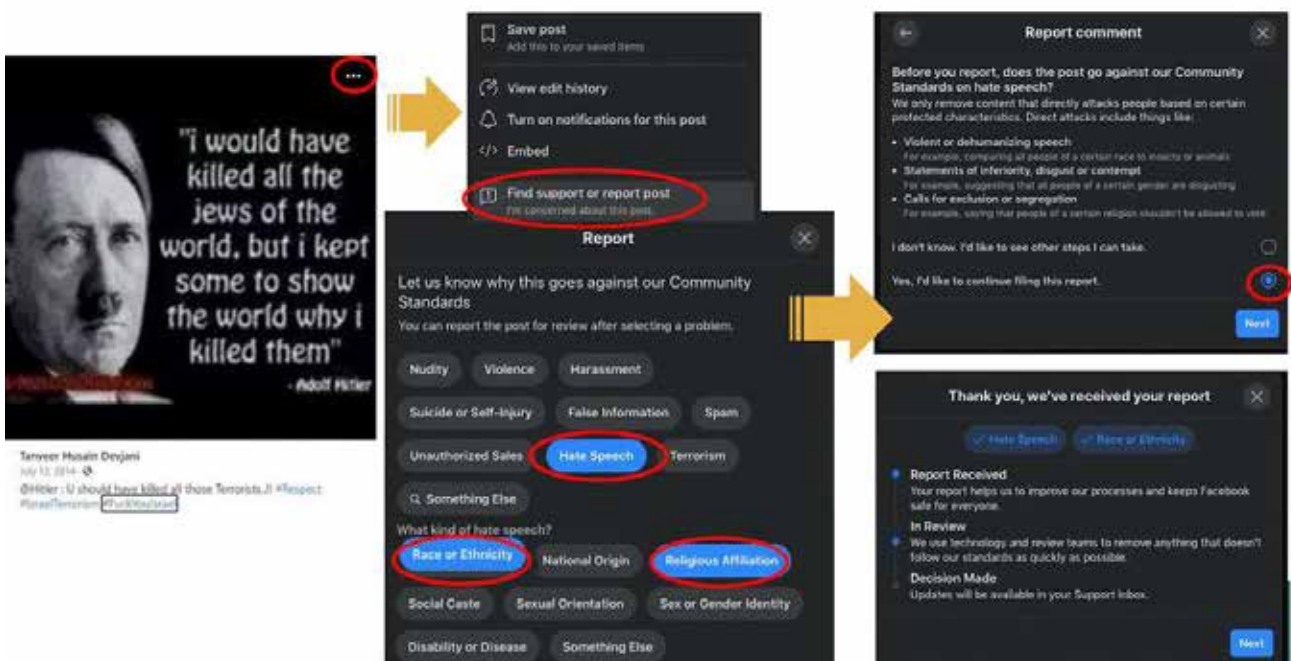 ...
"i would have
killed all the
jews of the
world, but i kept
some to show
the world why i
killed them"
- Adolf Hitler
Tanveer Husain Devjani
July 12, 2014 ·
@Hitler : U should have killed all those Terrorists..!! #Respect
#IsraelTerrorism #FuckYouIsrael
Save post
Add this to your saved items
View edit history
Turn on notifications for this post
</> Embed
Find support or report post
I'm concerned about this post.
Report
Let us know why this goes against our Community
Standards
You can report the post for review after selecting a problem.
Nudity Violence Harassment
Suicide or Self-Injury False Information Spam
Unauthorized Sales Hate Speech Terrorism
Something Else
What kind of hate speech?
Race or Ethnicity National Origin Religious Affiliation
Social Caste Sexual Orientation Sex or Gender Identity
Disability or Disease Something Else
Report comment
Before you report, does the post go against our Community
Standards on hate speech?
We only remove content that directly attacks people based on certain
protected characteristics. Direct attacks include things like:
• Violent or dehumanizing speech
For example, comparing all people of a certain race to insects or animals
• Statements of inferiority, disgust or contempt
For example, suggesting that all people of a certain gender are disgusting
• Calls for exclusion or segregation
For example, saying that people of a certain religion shouldn't be allowed to vote
I don't know. I'd like to see other steps I can take.
Yes, I'd like to continue filing this report.
Next
Thank you, we've received your report
✓ Hate Speech ✓ Race or Ethnicity
Report Received
Your report helps us to improve our processes and keeps Facebook
safe for everyone.
In Review
We use technology and review teams to remove anything that doesn't
follow our standards as quickly as possible.
Decision Made
Updates will be available in your Support Inbox.
Next